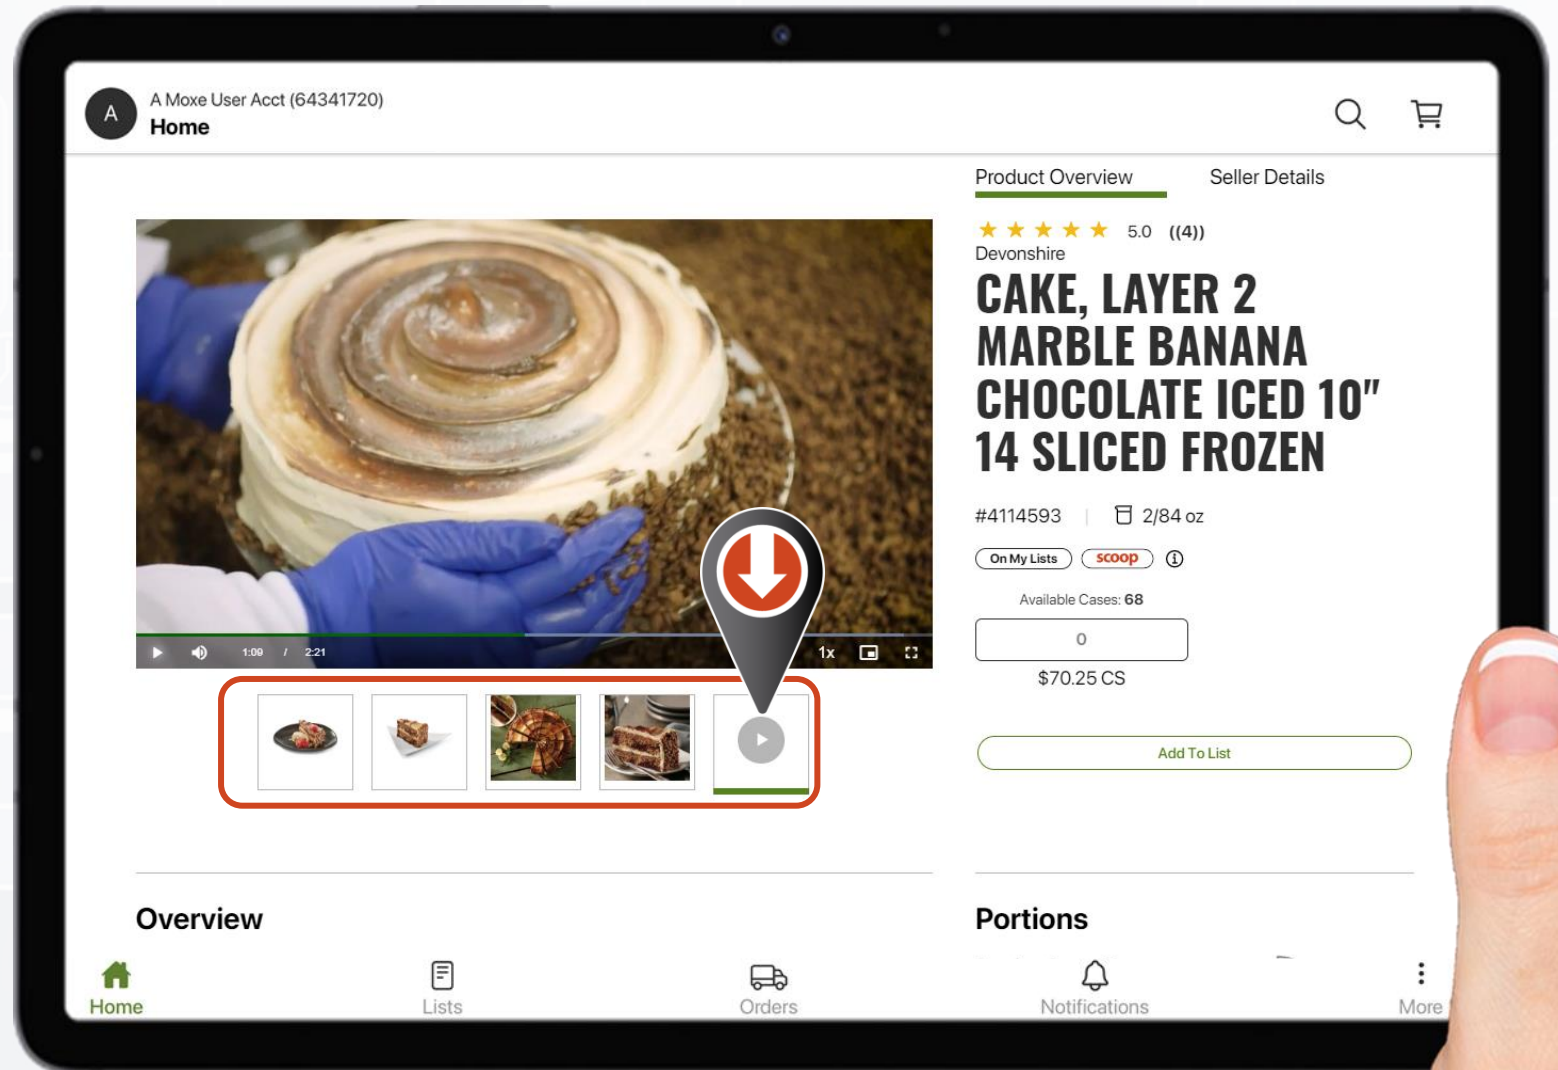 A
A Moxe User Acct (64341720)
Home
Product Overview
Seller Details
5.0 ((4))
Devonshire
CAKE, LAYER 2
MARBLE BANANA
CHOCOLATE ICED 10"
14 SLICED FROZEN
#4114593 | 2/84 oz
On My Lists
scoop
Available Cases: 68
0
$70.25 CS
Add To List
1:09 / 2:21
1x
Overview
Portions
Home
Lists
Orders
Notifications
More